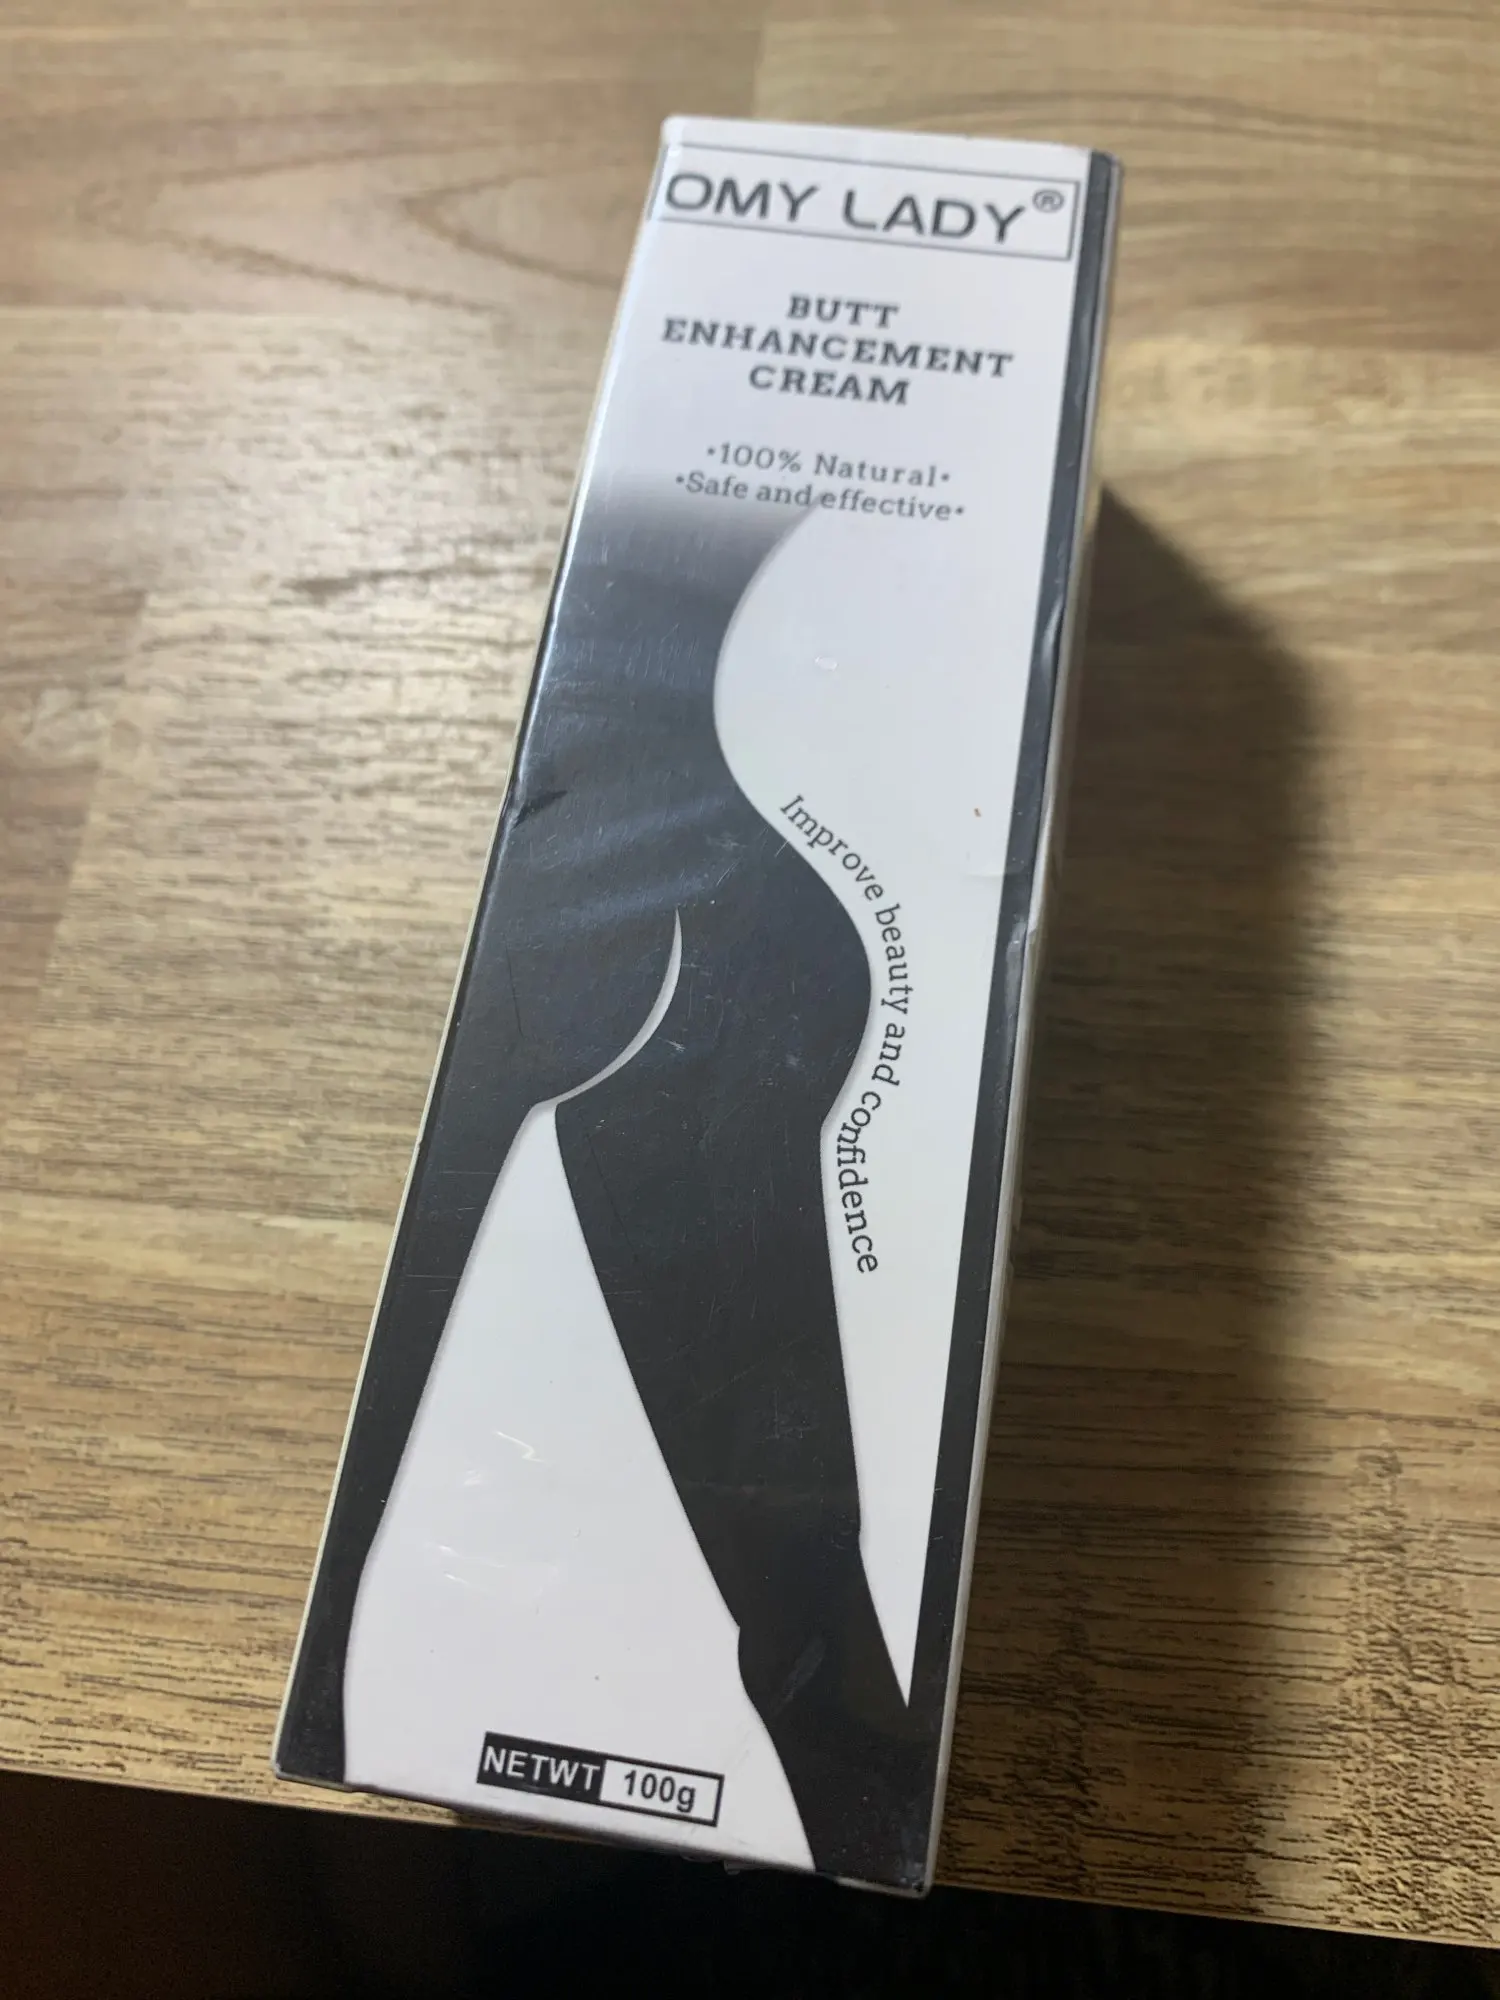 OMY LADY®
BUTT
ENHANCEMENT
CREAM
•100% Natural•
•Safe and effective•
Improve beauty and confidence
NETWT 100g